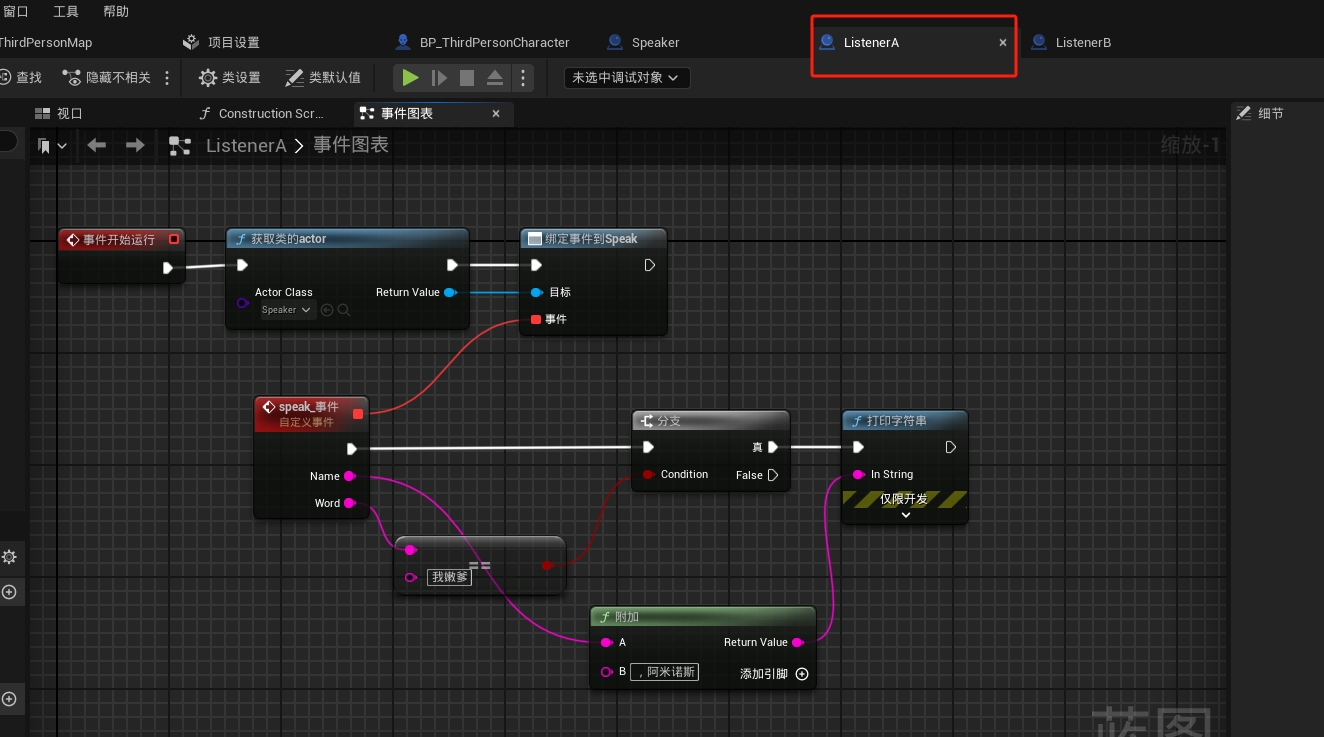 窗口 工具 帮助
ThirdPersonMap 项目设置 BP_ThirdPersonCharacter Speaker ListenerA ListenerB
查找 隐藏不相关 类设置 类默认值 未选中调试对象
视口 Construction Scr... 事件图表 细节
ListenerA > 事件图表 缩放-1
事件开始运行
获取类的actor
Actor Class Return Value
Speaker
绑定事件到Speak
目标
事件
speak_事件
自定义事件
Name
Word
分支
真
Condition False
打印字符串
In String
仅限开发
==
我嫩爹
附加
A Return Value
B ，阿米诺斯 添加引脚
蓝图